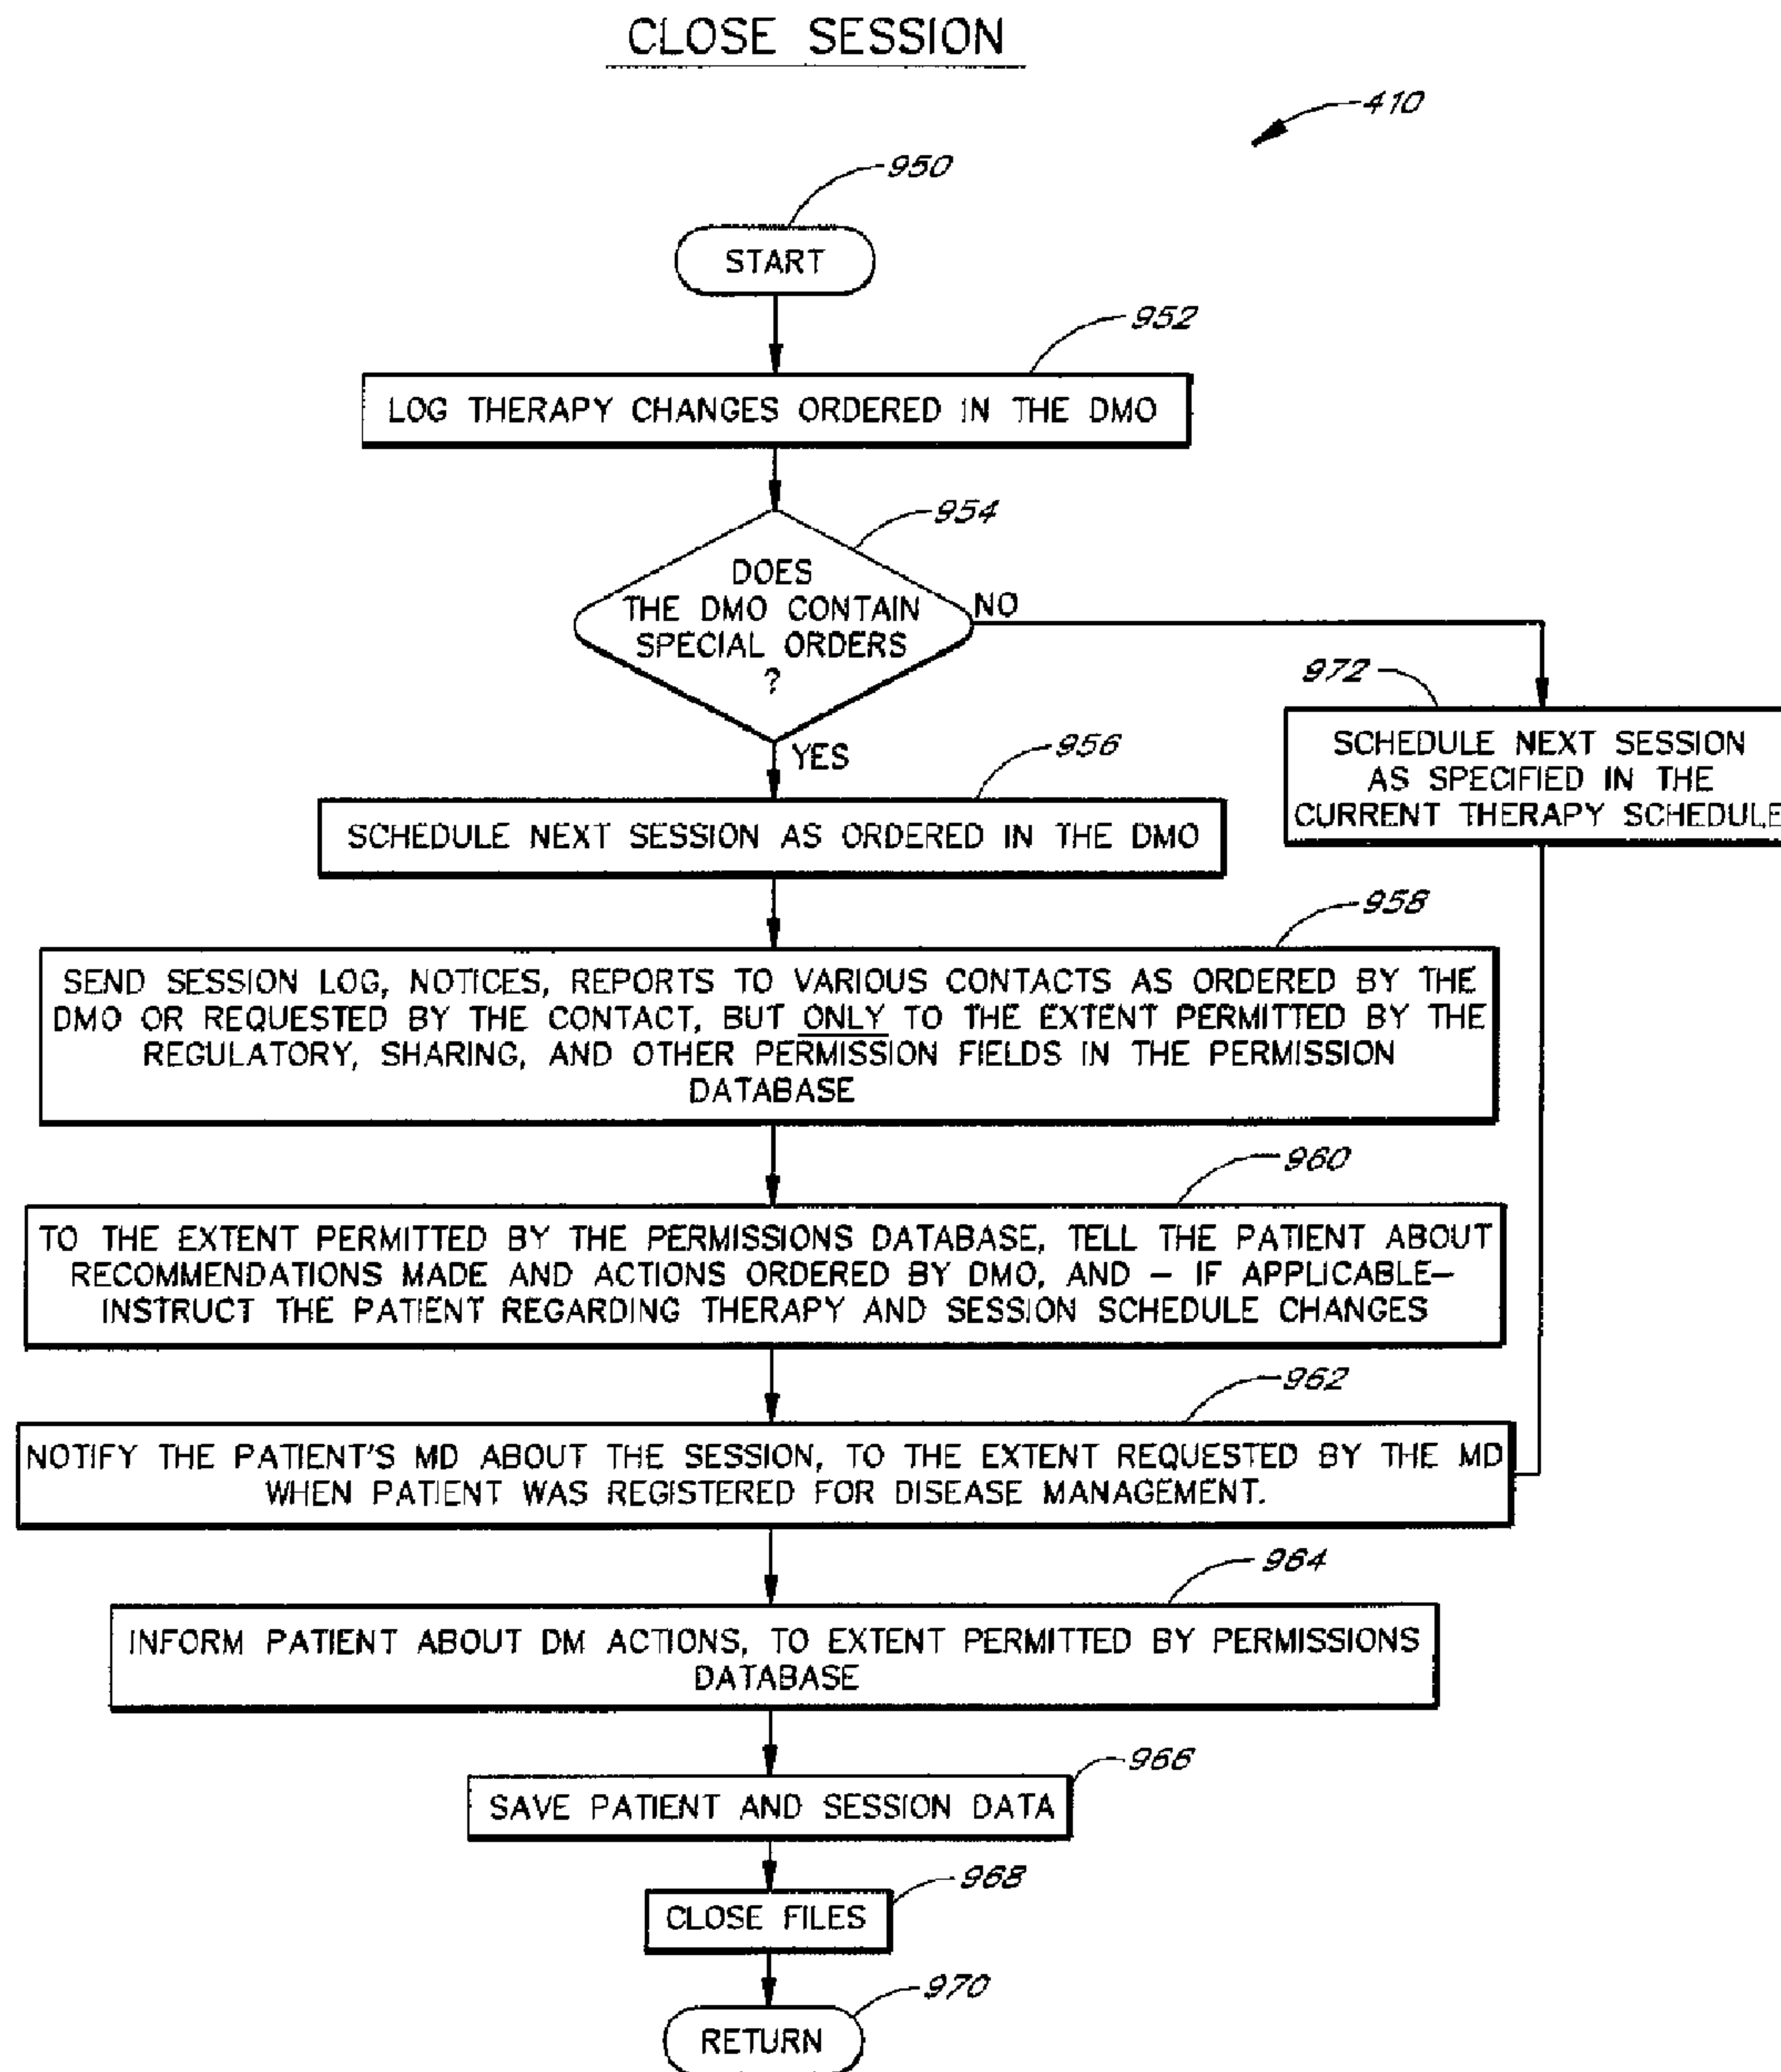 CLOSE SESSION
410
950
START
952
LOG THERAPY CHANGES ORDERED IN THE DMO
954
DOES
THE DMO CONTAIN
SPECIAL ORDERS
?
NO
YES
972
SCHEDULE NEXT SESSION
AS SPECIFIED IN THE
CURRENT THERAPY SCHEDULE
956
SCHEDULE NEXT SESSION AS ORDERED IN THE DMO
958
SEND SESSION LOG, NOTICES, REPORTS TO VARIOUS CONTACTS AS ORDERED BY THE
DMO OR REQUESTED BY THE CONTACT, BUT ONLY TO THE EXTENT PERMITTED BY THE
REGULATORY, SHARING, AND OTHER PERMISSION FIELDS IN THE PERMISSION
DATABASE
960
TO THE EXTENT PERMITTED BY THE PERMISSIONS DATABASE, TELL THE PATIENT ABOUT
RECOMMENDATIONS MADE AND ACTIONS ORDERED BY DMO, AND – IF APPLICABLE–
INSTRUCT THE PATIENT REGARDING THERAPY AND SESSION SCHEDULE CHANGES
962
NOTIFY THE PATIENT'S MD ABOUT THE SESSION, TO THE EXTENT REQUESTED BY THE MD
WHEN PATIENT WAS REGISTERED FOR DISEASE MANAGEMENT.
964
INFORM PATIENT ABOUT DM ACTIONS, TO EXTENT PERMITTED BY PERMISSIONS
DATABASE
966
SAVE PATIENT AND SESSION DATA
968
CLOSE FILES
970
RETURN